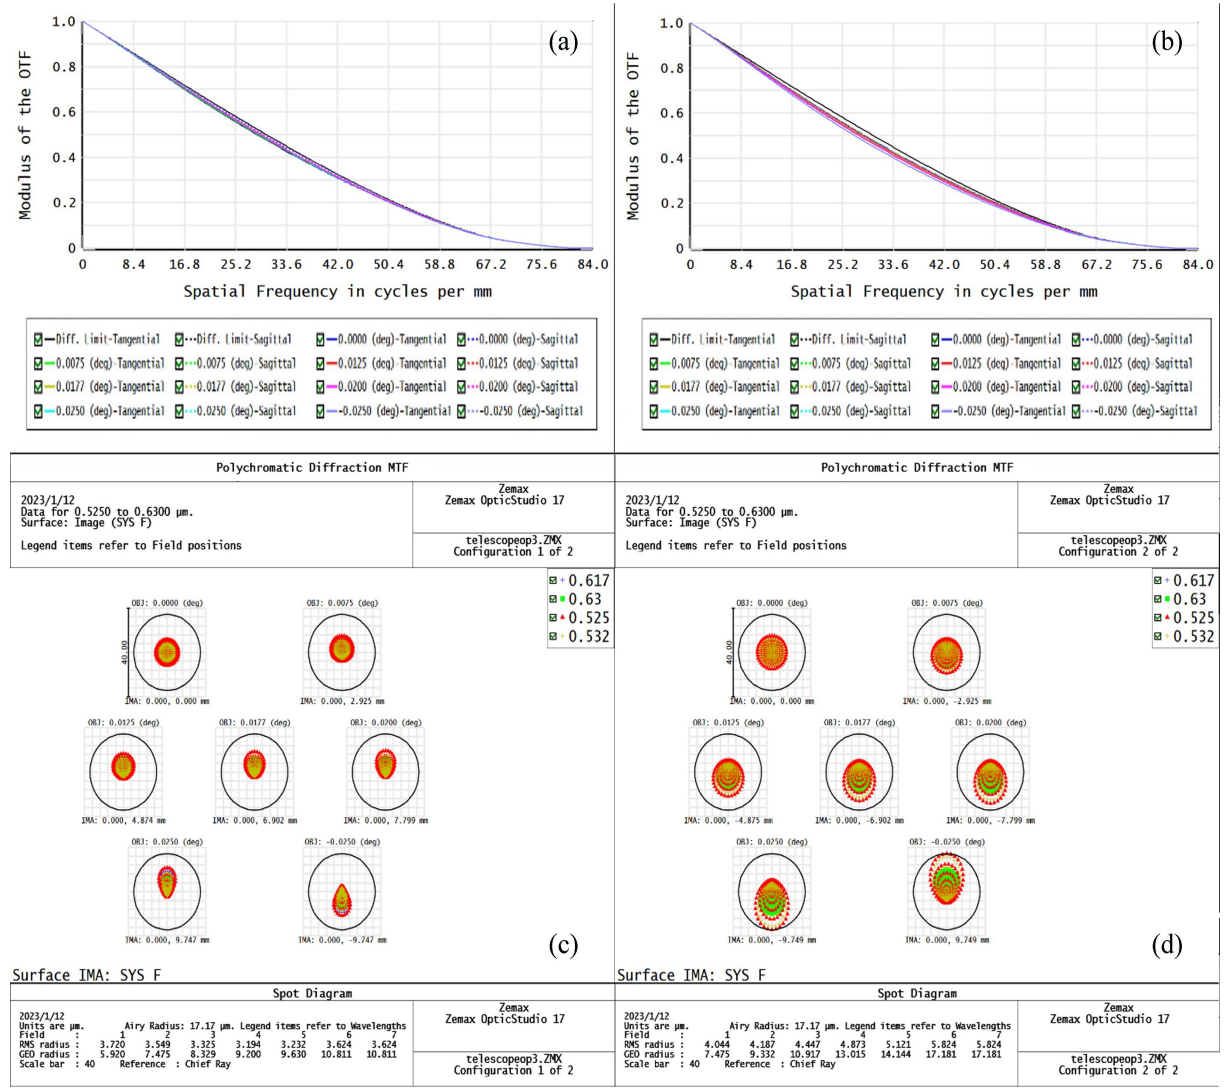 (a)
1.0
0.8
0.6
0.4
0.2
0
Modulus of the OTF
0 8.4 16.8 25.2 33.6 42.0 50.4 58.8 67.2 75.6 84.0
Spatial Frequency in cycles per mm
Diff. Limit-Tangential Diff. Limit-Sagittal 0.0000 (deg)-Tangential 0.0000 (deg)-Sagittal
0.0075 (deg)-Tangential 0.0075 (deg)-Sagittal 0.0125 (deg)-Tangential 0.0125 (deg)-Sagittal
0.0177 (deg)-Tangential 0.0177 (deg)-Sagittal 0.0200 (deg)-Tangential 0.0200 (deg)-Sagittal
0.0250 (deg)-Tangential 0.0250 (deg)-Sagittal -0.0250 (deg)-Tangential -0.0250 (deg)-Sagittal
Polychromatic Diffraction MTF
2023/1/12
Data for 0.5250 to 0.6300 µm.
Surface: Image (SYS F)
Legend items refer to Field positions
Zemax
Zemax OpticStudio 17
telescopeop3.ZMX
Configuration 1 of 2
(b)
1.0
0.8
0.6
0.4
0.2
0
Modulus of the OTF
0 8.4 16.8 25.2 33.6 42.0 50.4 58.8 67.2 75.6 84.0
Spatial Frequency in cycles per mm
Diff. Limit-Tangential Diff. Limit-Sagittal 0.0000 (deg)-Tangential 0.0000 (deg)-Sagittal
0.0075 (deg)-Tangential 0.0075 (deg)-Sagittal 0.0125 (deg)-Tangential 0.0125 (deg)-Sagittal
0.0177 (deg)-Tangential 0.0177 (deg)-Sagittal 0.0200 (deg)-Tangential 0.0200 (deg)-Sagittal
0.0250 (deg)-Tangential 0.0250 (deg)-Sagittal -0.0250 (deg)-Tangential -0.0250 (deg)-Sagittal
Polychromatic Diffraction MTF
2023/1/12
Data for 0.5250 to 0.6300 µm.
Surface: Image (SYS F)
Legend items refer to Field positions
Zemax
Zemax OpticStudio 17
telescopeop3.ZMX
Configuration 2 of 2
0.617
0.63
0.525
0.532
OBJ: 0.0000 (deg) OBJ: 0.0075 (deg)
40.00
IMA: 0.000, 0.000 mm IMA: 0.000, 2.925 mm
OBJ: 0.0125 (deg) OBJ: 0.0177 (deg) OBJ: 0.0200 (deg)
IMA: 0.000, 4.874 mm IMA: 0.000, 6.902 mm IMA: 0.000, 7.799 mm
OBJ: 0.0250 (deg) OBJ: -0.0250 (deg)
IMA: 0.000, 9.747 mm IMA: 0.000, -9.747 mm
(c)
Surface IMA: SYS F
Spot Diagram
2023/1/12
Units are µm. Airy Radius: 17.17 µm. Legend items refer to Wavelengths
Field : 1 2 3 4 5 6 7
RMS radius : 3.720 3.549 3.325 3.194 3.232 3.624 3.624
GEO radius : 5.920 7.475 8.329 9.200 9.630 10.811 10.811
Scale bar : 40 Reference : Chief Ray
Zemax
Zemax OpticStudio 17
telescopeop3.ZMX
Configuration 1 of 2
0.617
0.63
0.525
0.532
OBJ: 0.0000 (deg) OBJ: 0.0075 (deg)
40.00
IMA: 0.000, 0.000 mm IMA: 0.000, -2.925 mm
OBJ: 0.0125 (deg) OBJ: 0.0177 (deg) OBJ: 0.0200 (deg)
IMA: 0.000, -4.875 mm IMA: 0.000, -6.902 mm IMA: 0.000, -7.799 mm
OBJ: 0.0250 (deg) OBJ: -0.0250 (deg)
IMA: 0.000, -9.749 mm IMA: 0.000, 9.749 mm
(d)
Surface IMA: SYS F
Spot Diagram
2023/1/12
Units are µm. Airy Radius: 17.17 µm. Legend items refer to Wavelengths
Field : 1 2 3 4 5 6 7
RMS radius : 4.044 4.187 4.447 4.873 5.121 5.824 5.824
GEO radius : 7.475 9.332 10.917 13.015 14.144 17.181 17.181
Scale bar : 40 Reference : Chief Ray
Zemax
Zemax OpticStudio 17
telescopeop3.ZMX
Configuration 2 of 2